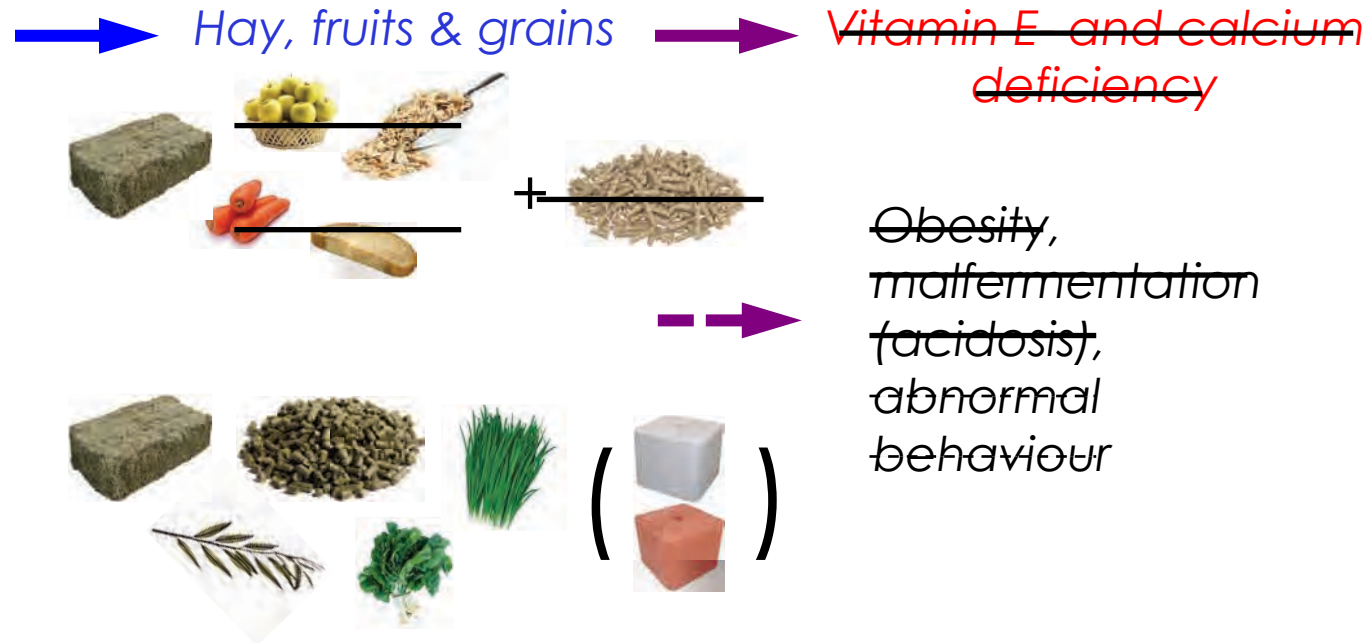 Hay, fruits & grains
Vitamin E- and calcium
deficiency
+
Obesity,
malfermentation
(acidosis),
abnormal
behaviour
( )